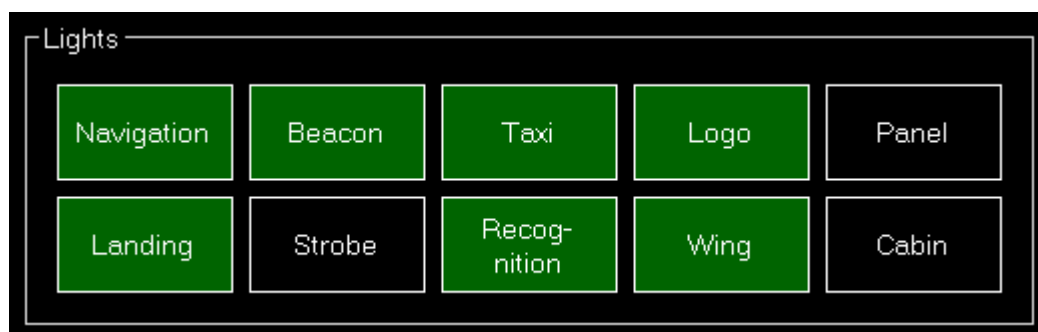 Lights
Navigation
Beacon
Taxi
Logo
Panel
Landing
Strobe
Recog-
nition
Wing
Cabin